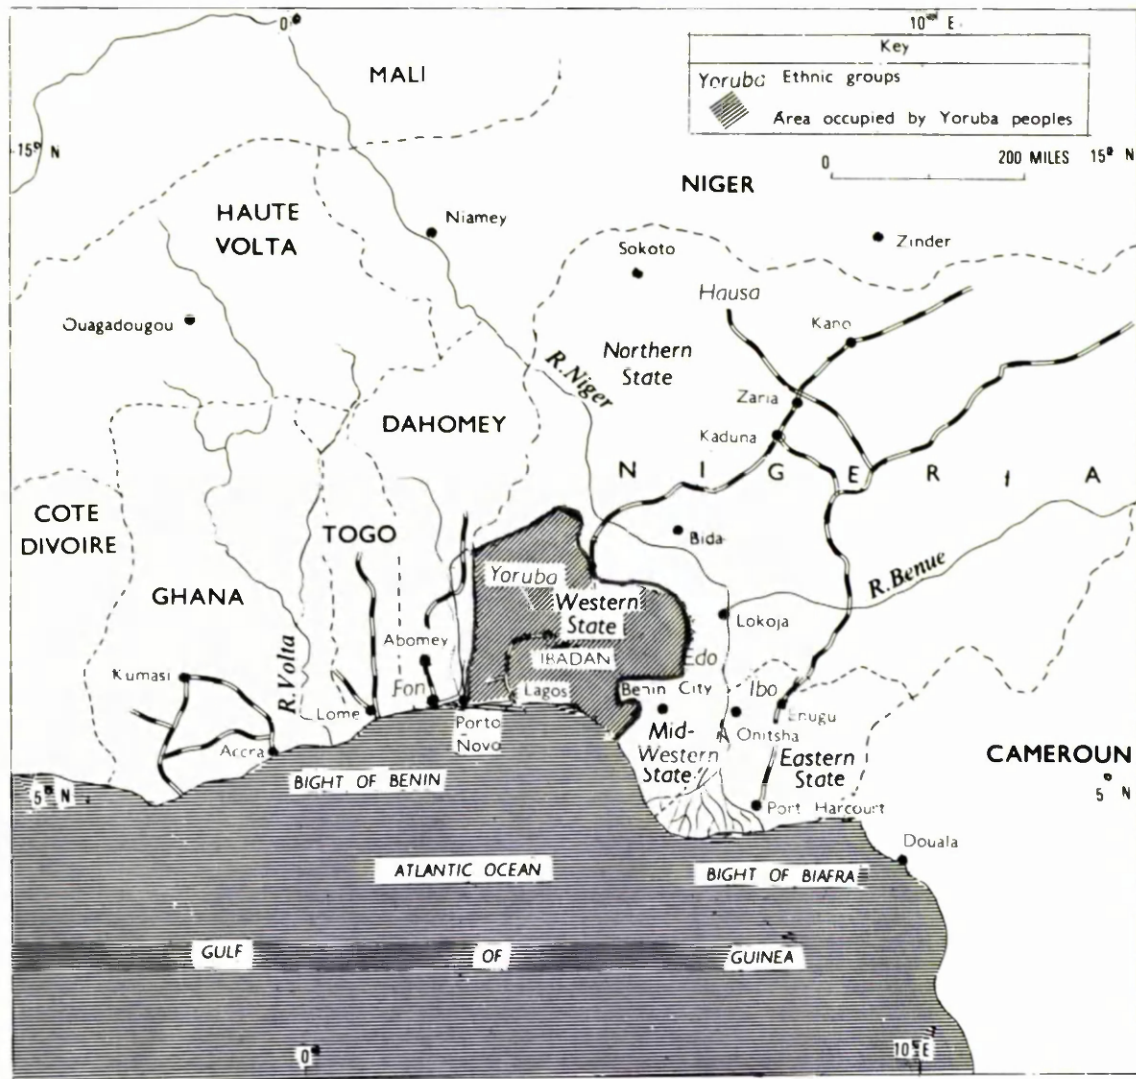 0°
10° E
Key
Yoruba Ethnic groups
Area occupied by Yoruba peoples
MALI
15° N
0 200 MILES 15° N
NIGER
HAUTE
VOLTA
Niamey
Sokoto
Zinder
Hausa
Ouagadougou
Kano
R.Niger
Northern
State
Zaria
DAHOMEY
Kaduna
N I G E R I A
COTE
DIVOIRE
TOGO
Bida
R.Benue
GHANA
Yoruba
Western
State
Lokoja
Abomey
IBADAN
Edo
Kumasi
R.Volta
Fon
Lagos
Benin City
Ibo
Lome
Porto
Novo
Enugu
Onitsha
Accra
Mid-
Western
State
Eastern
State
CAMEROUN
BIGHT OF BENIN
5° N
5° N
Port Harcourt
Douala
ATLANTIC OCEAN
BIGHT OF BIAFRA
GULF OF GUINEA
0°
10° E